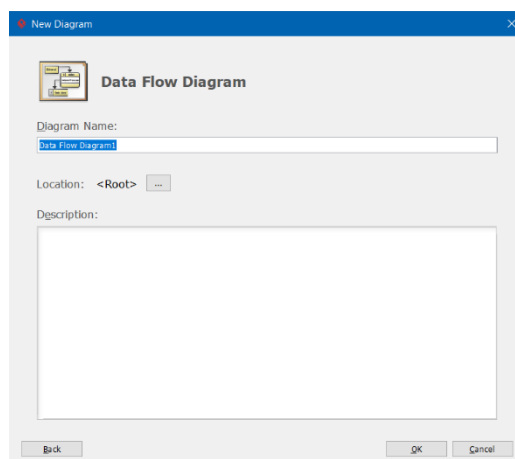 New Diagram
Data Flow Diagram
Diagram Name:
Data Flow Diagram1
Location: <Root> ...
Description:
Back OK Cancel